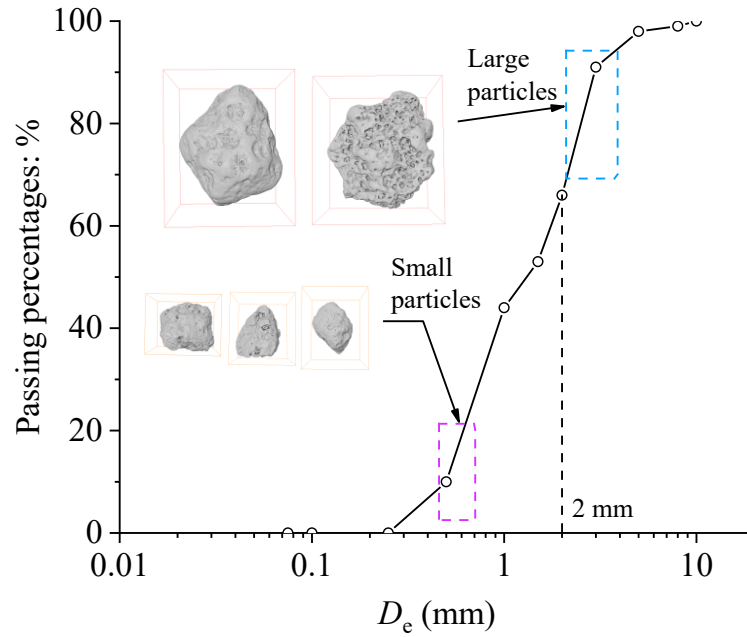 100
80
60
40
20
0
Passing percentages: %
Large
particles
Small
particles
2 mm
0.01
0.1
1
10
D_e (mm)